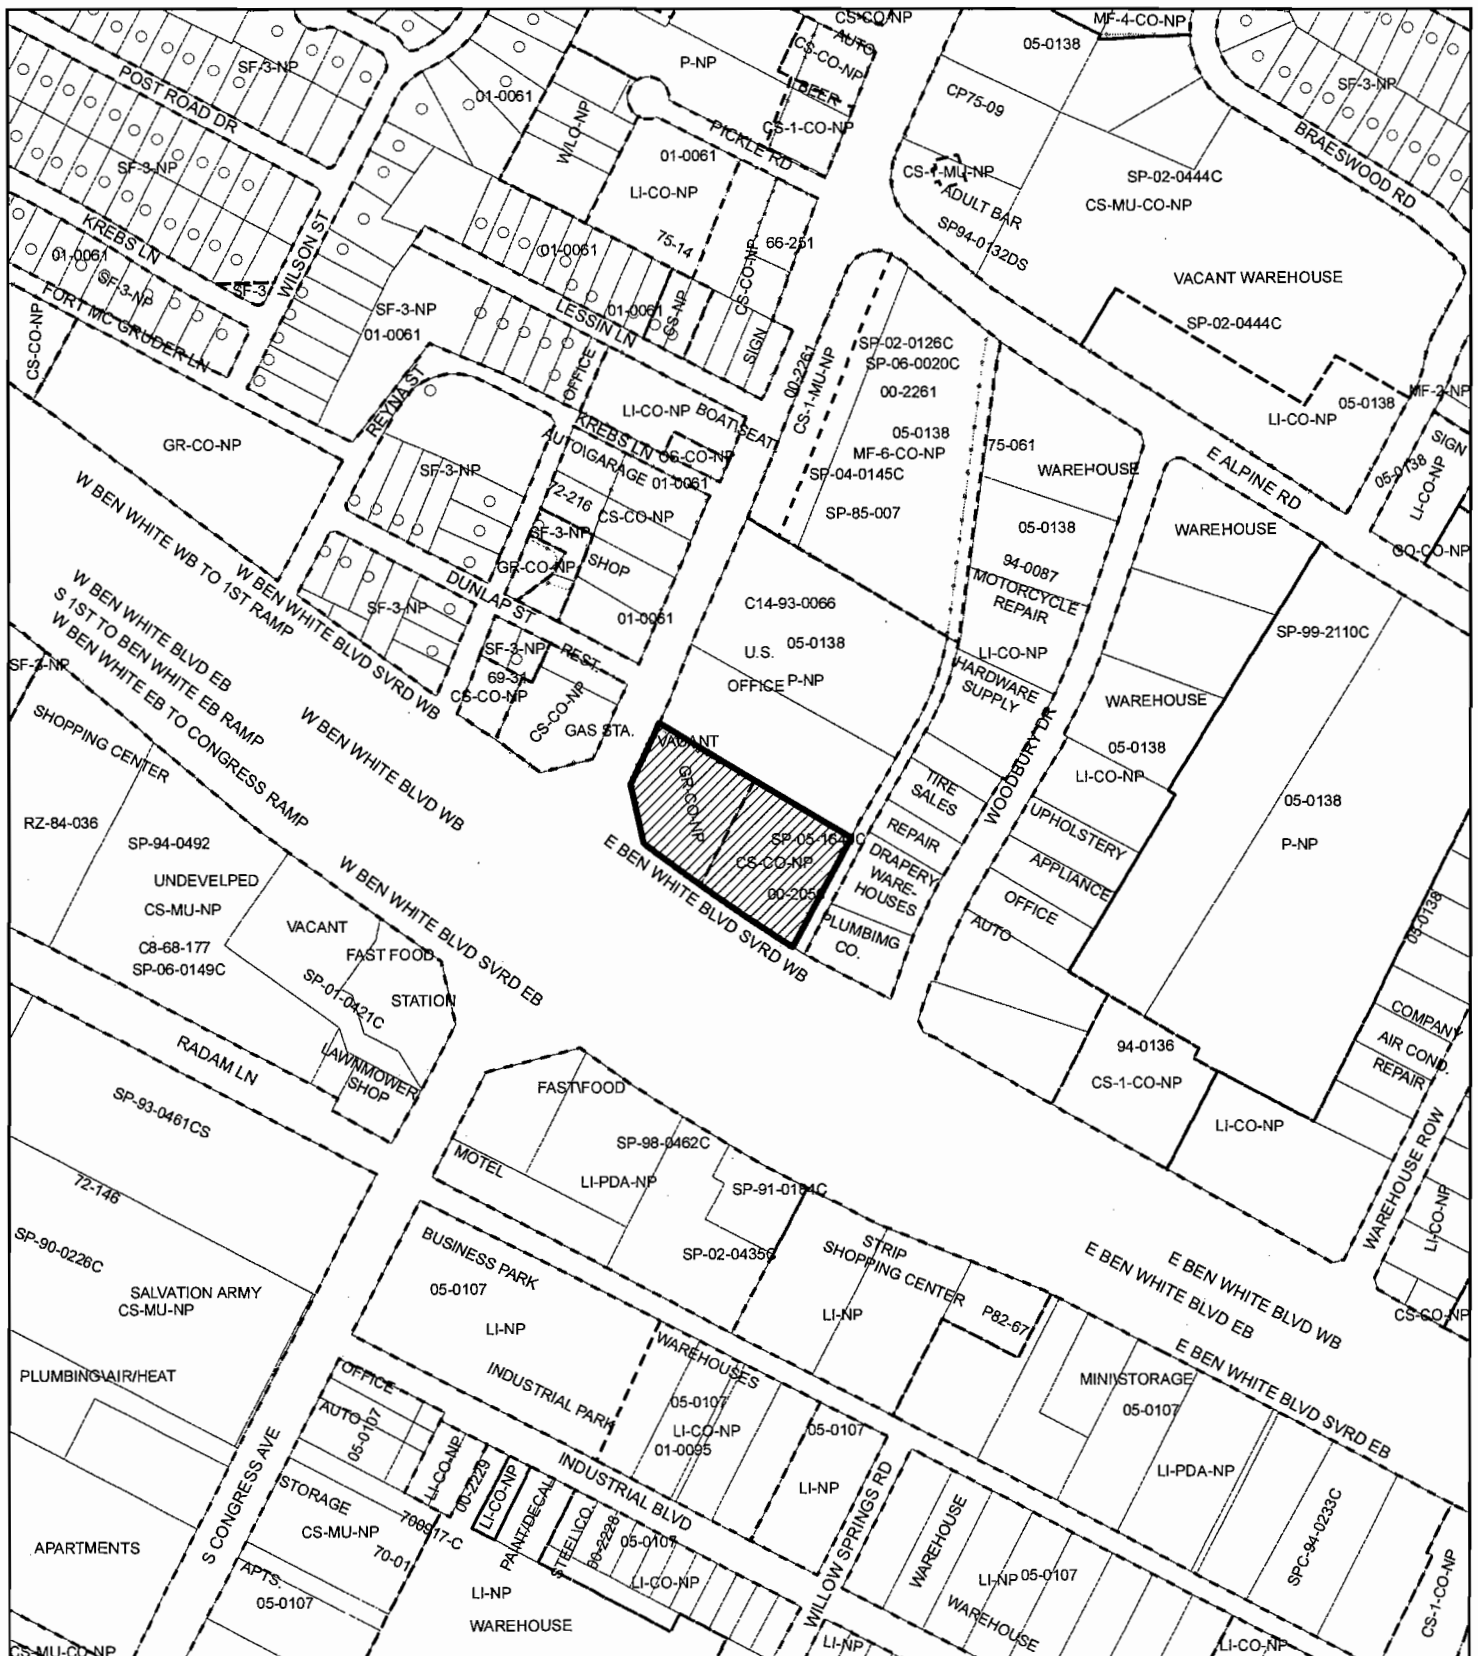 CS-CO-NP
MF-4-CO-NP
AUTO
CS-CO-NP
05-0138
SF-3-NP
P-NP
SF-3-NP
POST ROAD DR
01-0061
BEER
CP75-09
CS-1-CO-NP
W/LO-NP
PICKLE RD
BRAESWOOD RD
01-0061
SF-3-NP
LI-CO-NP
CS-1-MU-NP
SP-02-0444C
ADULT BAR
CS-MU-CO-NP
KREBS LN
WILSON ST
75-14
66-251
SP94-0132DS
01-0061
01-0061
CS-CO-NP
SF-3-NP
SF-3
VACANT WAREHOUSE
FORT MC GRUDER LN
SF-3-NP
01-0061
LESSIN LN
01-0061
CS-NP
SP-02-0444C
CS-CO-NP
01-0061
SIGN
SP-02-0126C
SP-06-0020C
00-2261
CS-1-MU-NP
00-2261
OFFICE
REYNA ST
MF-2-NP
05-0138
LI-CO-NP
LI-CO-NP
BOAT SEAT
05-0138
GR-CO-NP
KREBS LN
CS-CO-NP
75-061
MF-6-CO-NP
SIGN
AUTO GARAGE
01-0061
SF-3-NP
SP-04-0145C
WAREHOUSE
E ALPINE RD
05-0138
LI-CO-NP
72-216
CS-CO-NP
SP-85-007
05-0138
WAREHOUSE
W BEN WHITE WB TO 1ST RAMP
SF-3-NP
GR-CO-NP
SHOP
94-0087
GO-CO-NP
W BEN WHITE BLVD SVRD WB
DUNLAP ST
MOTORCYCLE
REPAIR
SF-3-NP
C14-93-0066
01-0061
SP-99-2110C
W BEN WHITE BLVD EB
S 1ST TO BEN WHITE EB RAMP
W BEN WHITE EB TO CONGRESS RAMP
SF-3-NP
REST.
U.S.
05-0138
LI-CO-NP
SF-3-NP
69-31
CS-CO-NP
OFFICE
P-NP
HARDWARE
SUPPLY
CS-CO-NP
WAREHOUSE
SHOPPING CENTER
W BEN WHITE BLVD WB
GAS STA.
VACANT
WOODBURY DR
05-0138
LI-CO-NP
GR-CO-NP
TIRE
SALES
05-0138
UPHOLSTERY
RZ-84-036
SP-94-0492
REPAIR
P-NP
E BEN WHITE BLVD SVRD WB
CS-CO-NP
DRAPERY
WARE-
HOUSES
APPLIANCE
UNDEVELPED
W BEN WHITE BLVD SVRD EB
CS-MU-NP
OFFICE
VACANT
AUTO
05-0138
PLUMBIMG
CO.
C8-68-177
SP-06-0149C
FAST FOOD
STATION
SP-01-0421C
COMPANY
RADAM LN
LAWNMOWER
SHOP
94-0136
AIR COND.
REPAIR
CS-1-CO-NP
FAST FOOD
SP-93-0461CS
LI-CO-NP
SP-98-0462C
MOTEL
WAREHOUSE ROW
72-146
LI-PDA-NP
SP-91-0184C
LI-CO-NP
SP-90-0226C
BUSINESS PARK
SP-02-0435C
STRIP
SHOPPING CENTER
E BEN WHITE BLVD WB
E BEN WHITE BLVD EB
SALVATION ARMY
CS-MU-NP
05-0107
LI-NP
LI-NP
P82-67
CS-CO-NP
WAREHOUSES
E BEN WHITE BLVD SVRD EB
PLUMBING/AIR/HEAT
OFFICE
INDUSTRIAL PARK
MINI STORAGE
05-0107
05-0107
AUTO
05-0107
LI-CO-NP
01-0095
05-0107
S CONGRESS AVE
LI-CO-NP
00-2229
LI-CO-NP
INDUSTRIAL BLVD
LI-PDA-NP
LI-NP
STORAGE
PAINT/DECAL
WILLOW SPRINGS RD
SPC-94-0233C
CS-MU-NP
700917-C
STEEL CO.
00-2228
05-0107
WAREHOUSE
APARTMENTS
70-01
APTS.
LI-CO-NP
LI-NP
05-0107
CS-1-CO-NP
05-0107
LI-NP
WAREHOUSE
WAREHOUSE
LI-NP
LI-CO-NP
CS-MU-CO-NP